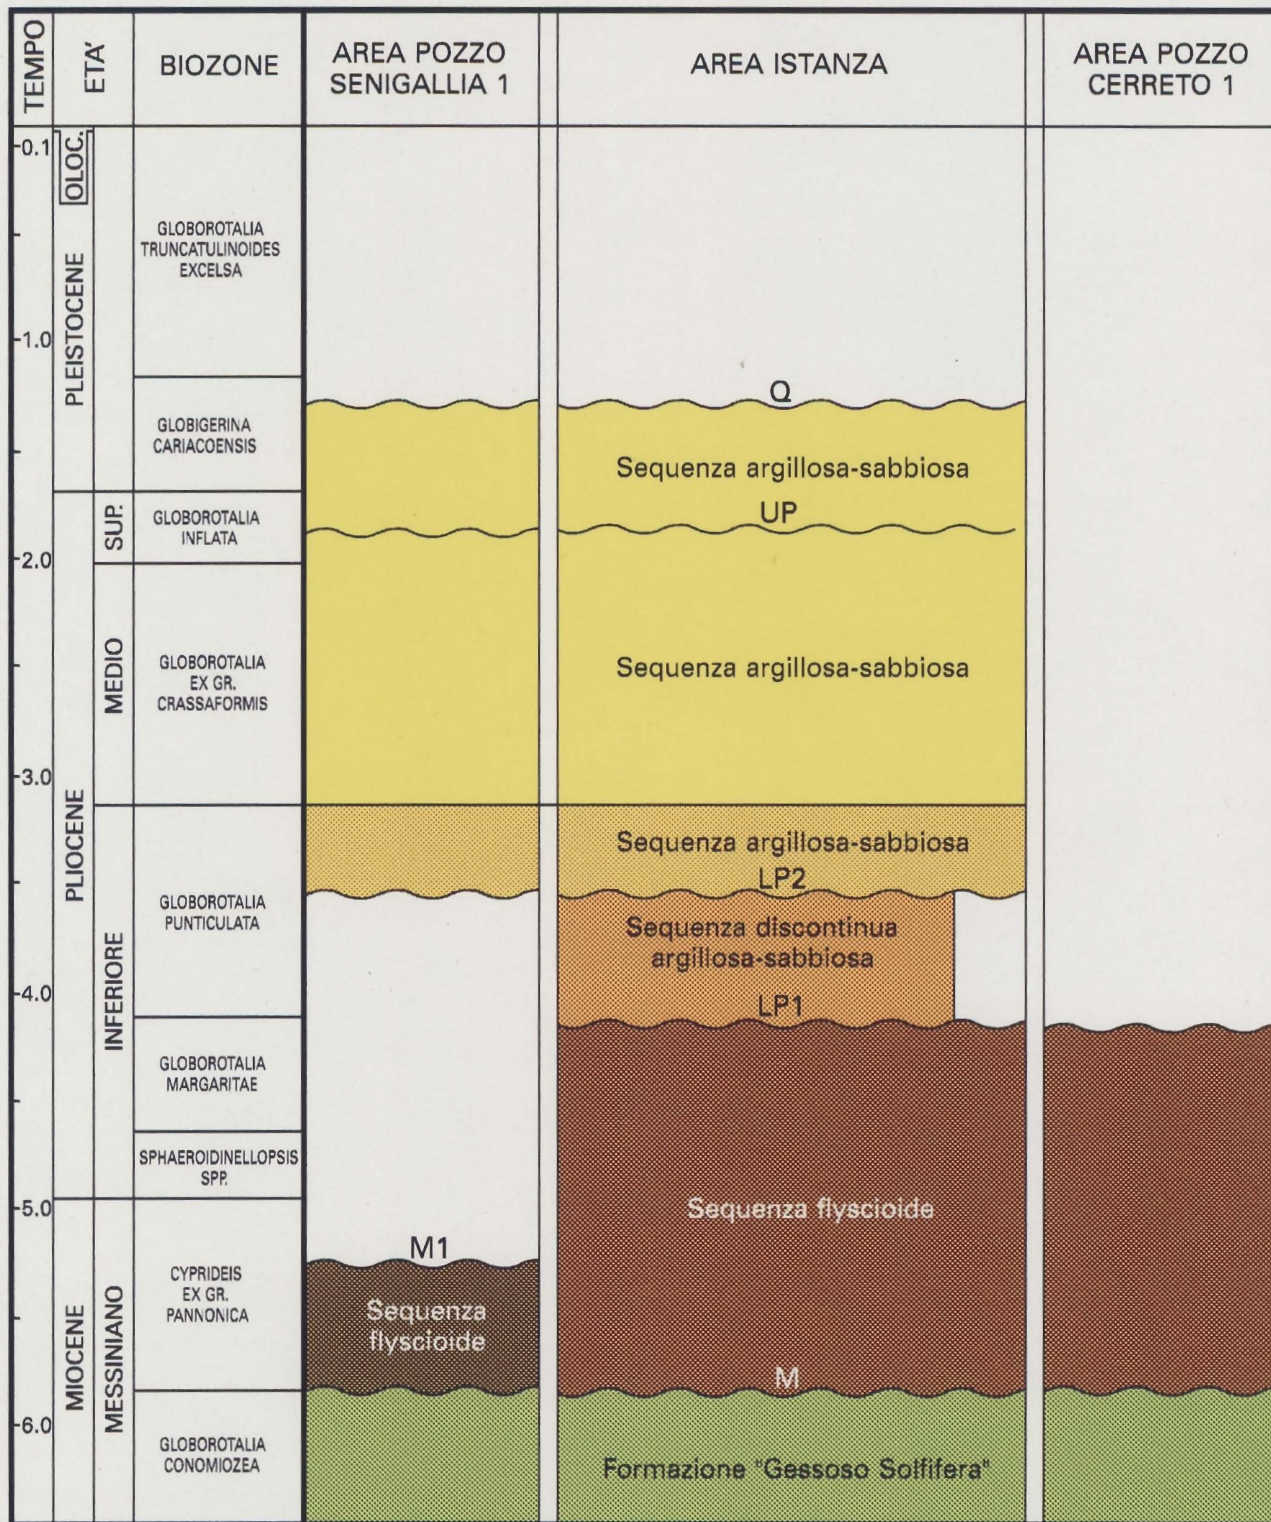 TEMPO
ETA'
BIOZONE
AREA POZZO
SENIGALLIA 1
AREA ISTANZA
AREA POZZO
CERRETO 1
0.1
1.0
2.0
3.0
4.0
5.0
6.0
OLOC.
PLEISTOCENE
PLIOCENE
MIOCENE
SUP.
MEDIO
INFERIORE
MESSINIANO
GLOBOROTALIA
TRUNCATULINOIDES
EXCELSA
GLOBIGERINA
CARIACOENSIS
GLOBOROTALIA
INFLATA
GLOBOROTALIA
EX GR.
CRASSAFORMIS
GLOBOROTALIA
PUNTICULATA
GLOBOROTALIA
MARGARITAE
SPHAEROIDINELLOPSIS
SPP.
CYPRIDEIS
EX GR.
PANNONICA
GLOBOROTALIA
CONOMIOZEA
M1
Sequenza
flyscioide
Q
Sequenza argillosa-sabbiosa
UP
Sequenza argillosa-sabbiosa
Sequenza argillosa-sabbiosa
LP2
Sequenza discontinua
argillosa-sabbiosa
LP1
Sequenza flyscioide
M
Formazione "Gessoso Solfifera"